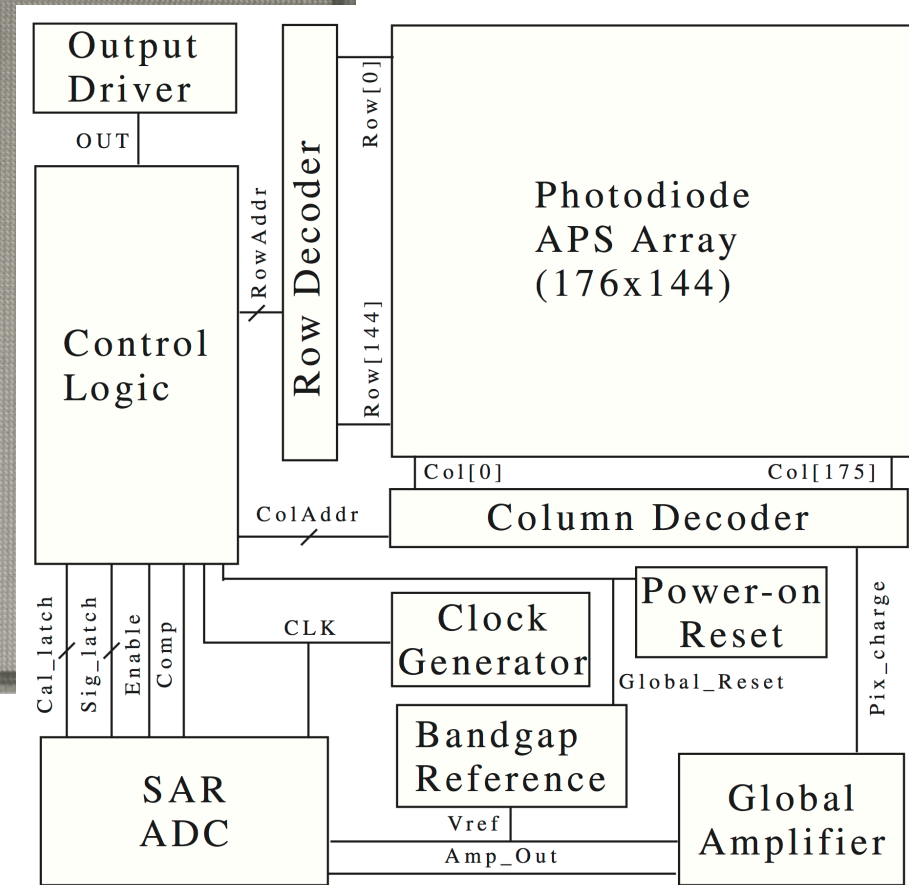 Output
Driver
OUT
Control
Logic
RowAddr
Row Decoder
Row[0]
Row[144]
Photodiode
APS Array
(176x144)
Col[0]
Col[175]
ColAddr
Column Decoder
Cal_latch
Sig_latch
Enable
Comp
CLK
Clock
Generator
Power-on
Reset
Global_Reset
Pix_charge
Bandgap
Reference
SAR
ADC
Vref
Amp_Out
Global
Amplifier